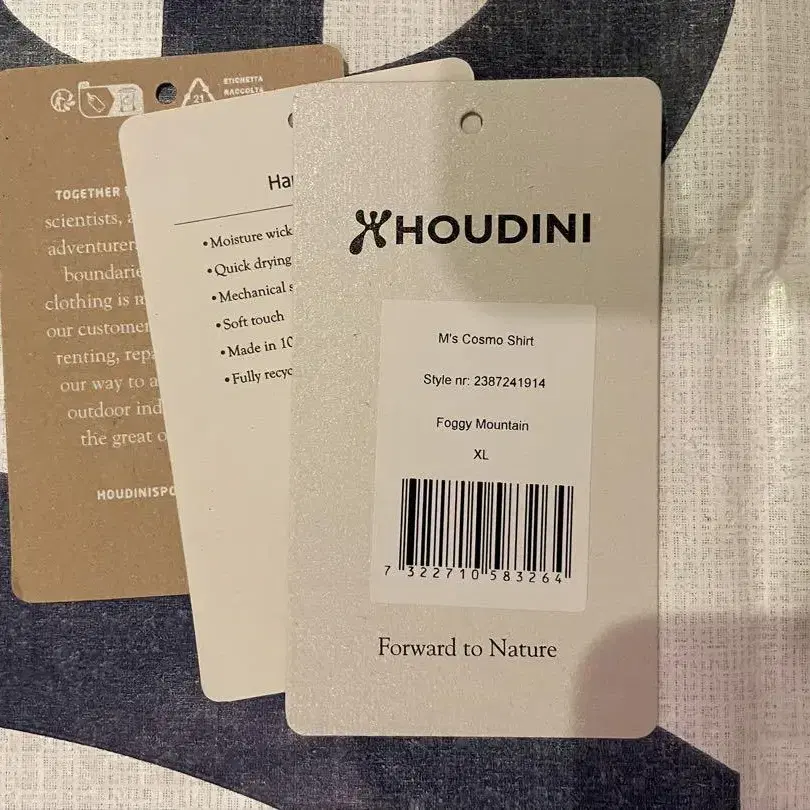 ETICHETTA
RACCOLTA
21
TOGETHER
scientists,
adventurer
boundarie
clothing is
our customer
renting, repa
our way to a
outdoor ind
the great o
HOUDINISPO
Ha
• Moisture wick
• Quick drying
• Mechanical s
• Soft touch
• Made in 10
• Fully recyc
HOUDINI
M's Cosmo Shirt
Style nr: 2387241914
Foggy Mountain
XL
7 322710 583264
Forward to Nature